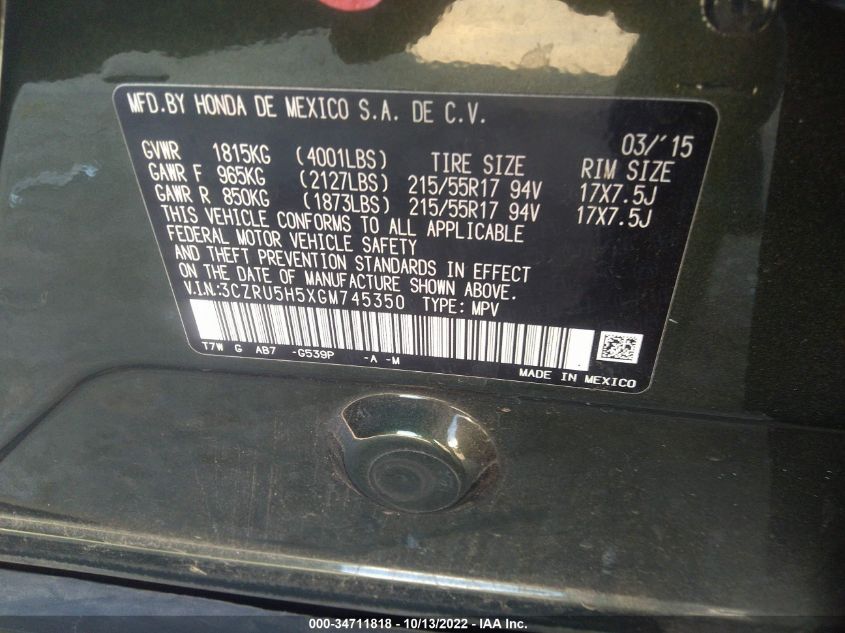 MFD.BY HONDA DE MEXICO S.A. DE C.V.
03/'15
GVWR 1815KG (4001LBS) TIRE SIZE RIM SIZE
GAWR F 965KG (2127LBS) 215/55R17 94V 17X7.5J
GAWR R 850KG (1873LBS) 215/55R17 94V 17X7.5J
THIS VEHICLE CONFORMS TO ALL APPLICABLE
FEDERAL MOTOR VEHICLE SAFETY
AND THEFT PREVENTION STANDARDS IN EFFECT
ON THE DATE OF MANUFACTURE SHOWN ABOVE.
V.I.N.:3CZRU5H5XGM745350 TYPE: MPV
T7W G AB7 -G539P -A -M
MADE IN MEXICO
000-34711818 - 10/13/2022 - IAA Inc.